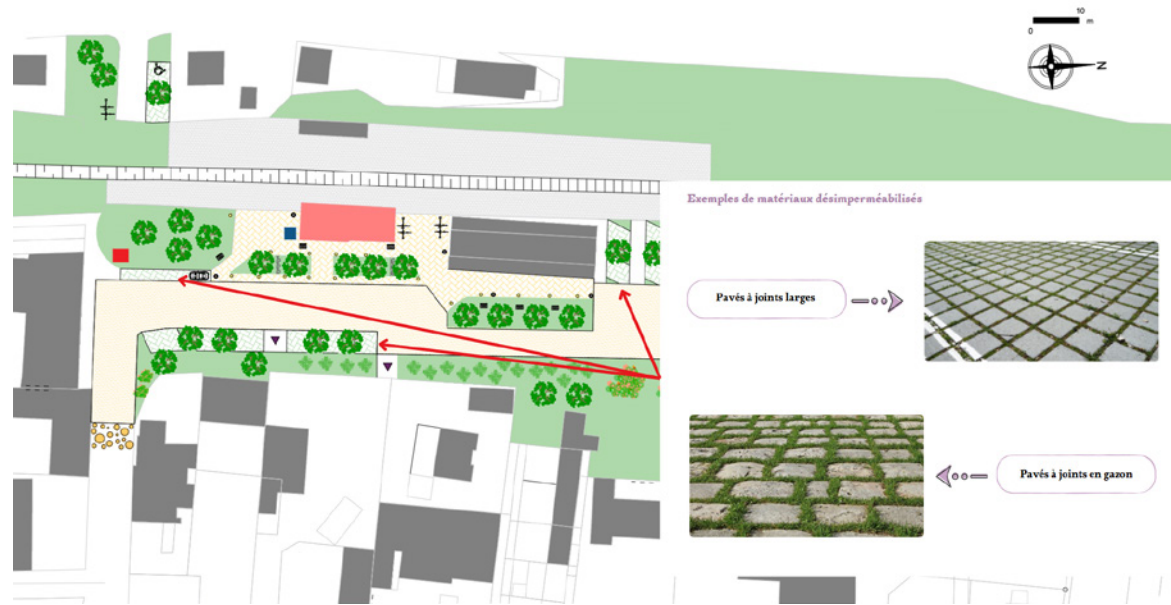 10
0
m
N
Exemples de matériaux désimperméabilisés
Pavés à joints larges
Pavés à joints en gazon